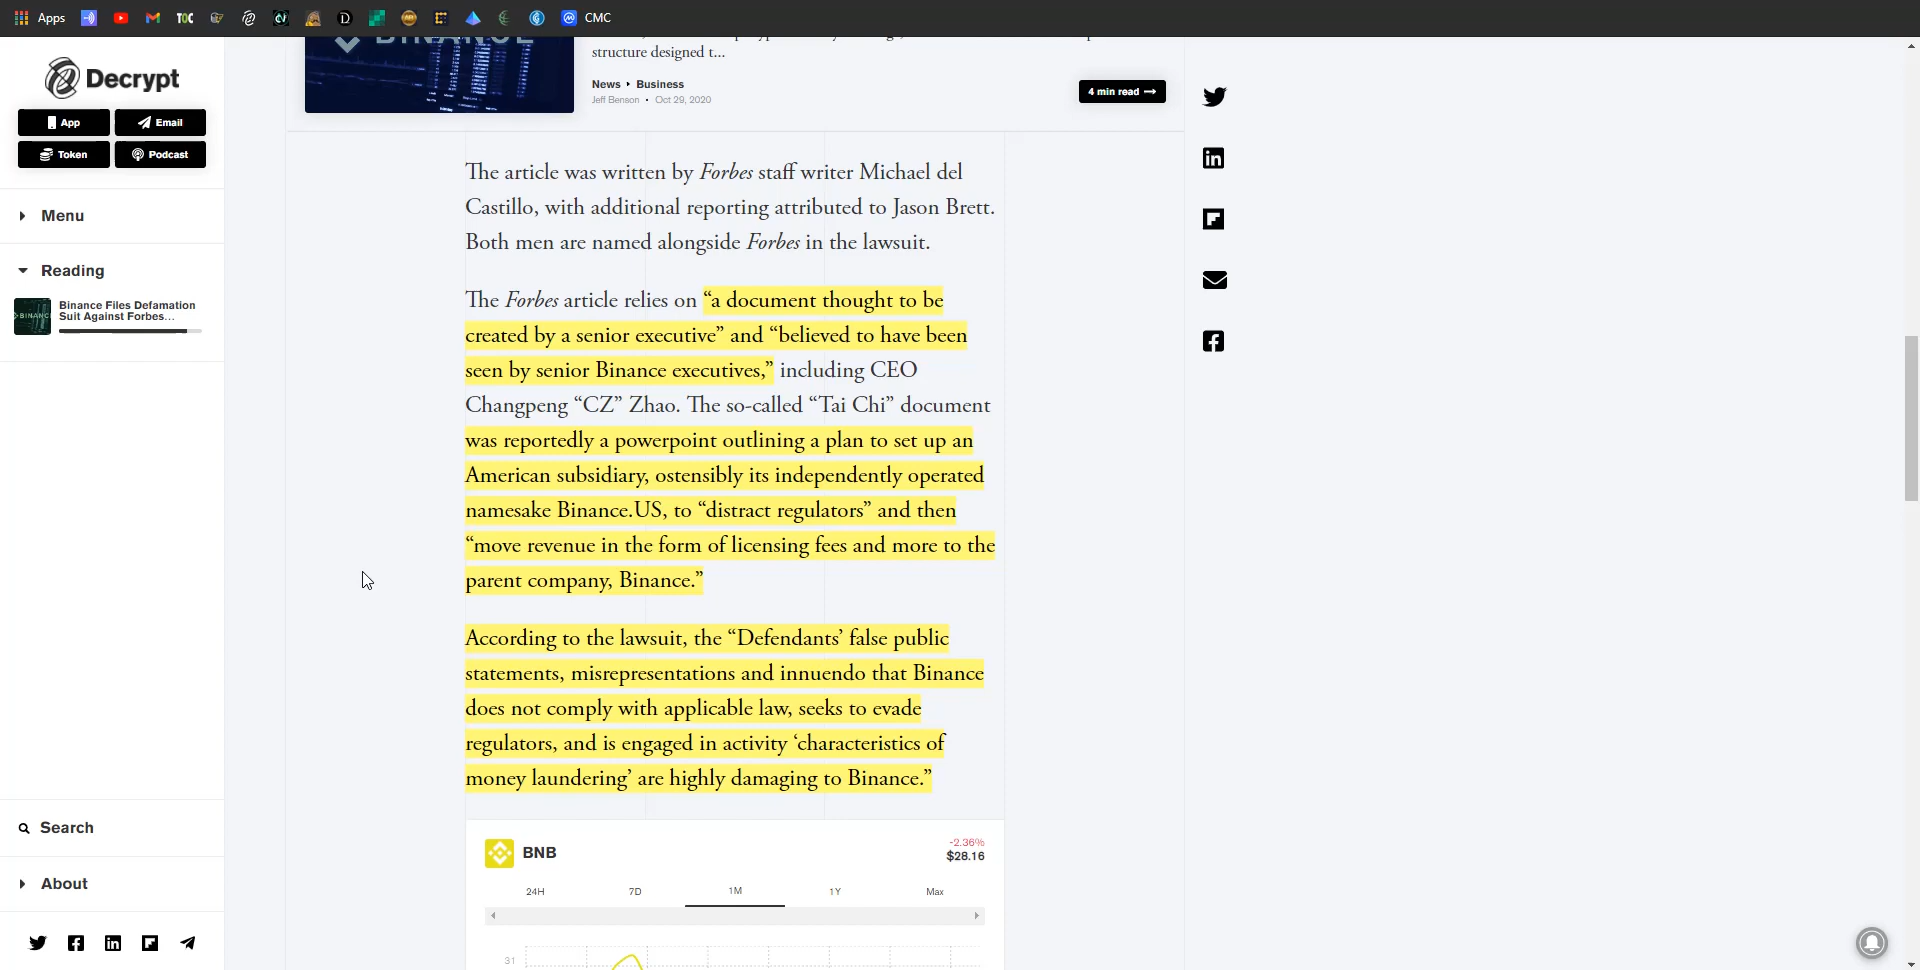 Apps
TOC
CMC
Decrypt
App
Email
Token
Podcast
Menu
Reading
Binance Files Defamation
Suit Against Forbes...
Search
About
structure designed t...
News ‣ Business
Jeff Benson • Oct 29, 2020
4 min read →
The article was written by Forbes staff writer Michael del
Castillo, with additional reporting attributed to Jason Brett.
Both men are named alongside Forbes in the lawsuit.
The Forbes article relies on “a document thought to be
created by a senior executive” and “believed to have been
seen by senior Binance executives,” including CEO
Changpeng “CZ” Zhao. The so-called “Tai Chi” document
was reportedly a powerpoint outlining a plan to set up an
American subsidiary, ostensibly its independently operated
namesake Binance.US, to “distract regulators” and then
“move revenue in the form of licensing fees and more to the
parent company, Binance.”
According to the lawsuit, the “Defendants’ false public
statements, misrepresentations and innuendo that Binance
does not comply with applicable law, seeks to evade
regulators, and is engaged in activity ‘characteristics of
money laundering’ are highly damaging to Binance.”
BNB
-2.36%
$28.16
24H 7D 1M 1Y Max
31